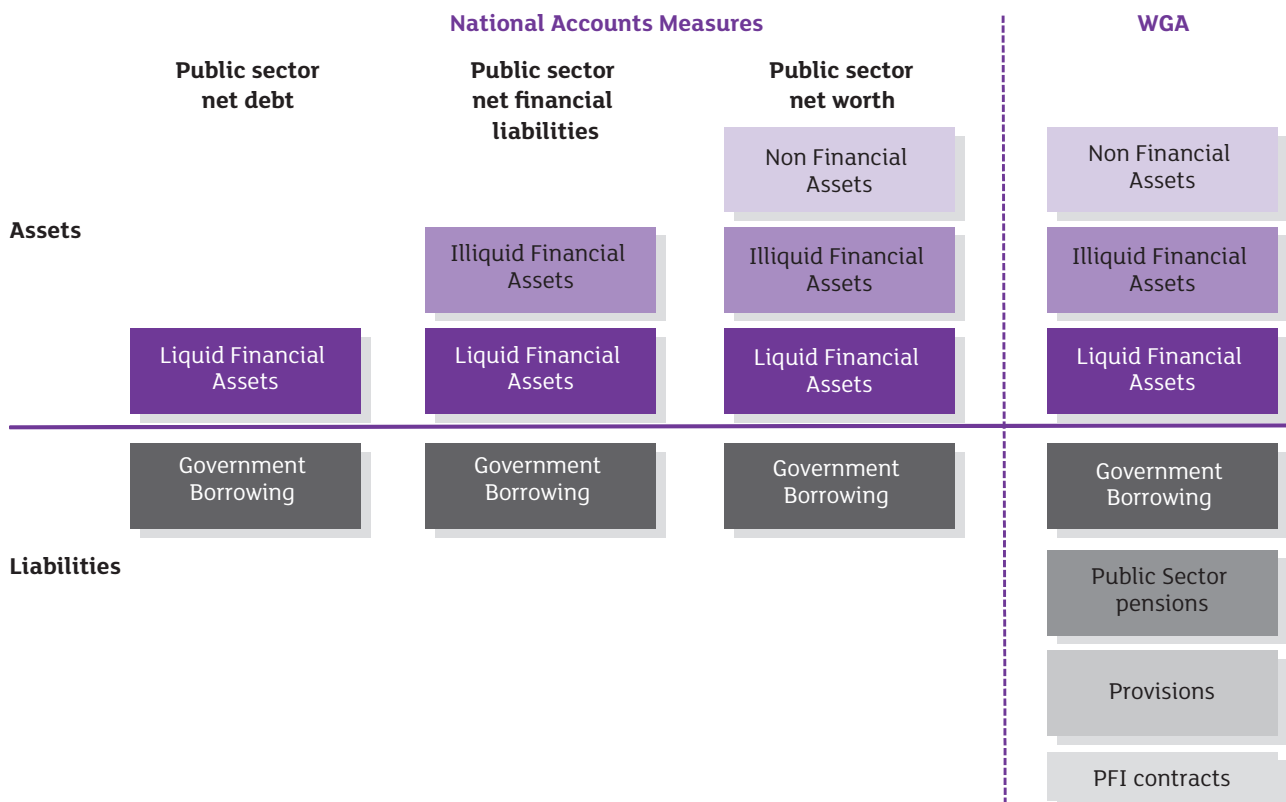 National Accounts Measures
WGA
Public sector
net debt
Public sector
net financial
liabilities
Public sector
net worth
Non Financial
Assets
Non Financial
Assets
Assets
Illiquid Financial
Assets
Illiquid Financial
Assets
Illiquid Financial
Assets
Liquid Financial
Assets
Liquid Financial
Assets
Liquid Financial
Assets
Liquid Financial
Assets
Government
Borrowing
Government
Borrowing
Government
Borrowing
Government
Borrowing
Liabilities
Public Sector
pensions
Provisions
PFI contracts